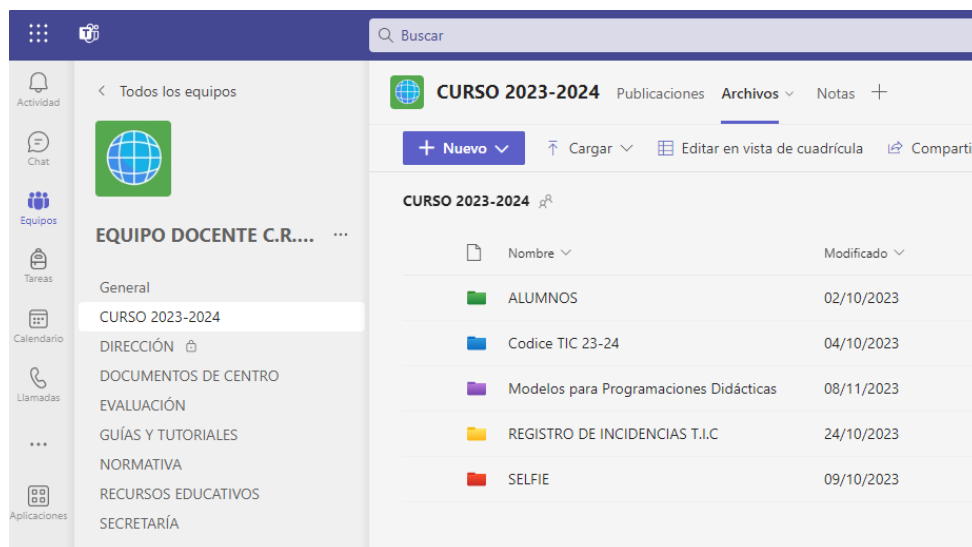 Buscar
Actividad
Chat
Equipos
Tareas
Calendario
Llamadas
Aplicaciones
Todos los equipos
EQUIPO DOCENTE C.R.... ...
General
CURSO 2023-2024
DIRECCIÓN
DOCUMENTOS DE CENTRO
EVALUACIÓN
GUÍAS Y TUTORIALES
NORMATIVA
RECURSOS EDUCATIVOS
SECRETARÍA
CURSO 2023-2024 Publicaciones Archivos Notas
Nuevo Cargar Editar en vista de cuadrícula Comparti
CURSO 2023-2024
Nombre Modificado
ALUMNOS 02/10/2023
Codice TIC 23-24 04/10/2023
Modelos para Programaciones Didácticas 08/11/2023
REGISTRO DE INCIDENCIAS T.I.C 24/10/2023
SELFIE 09/10/2023